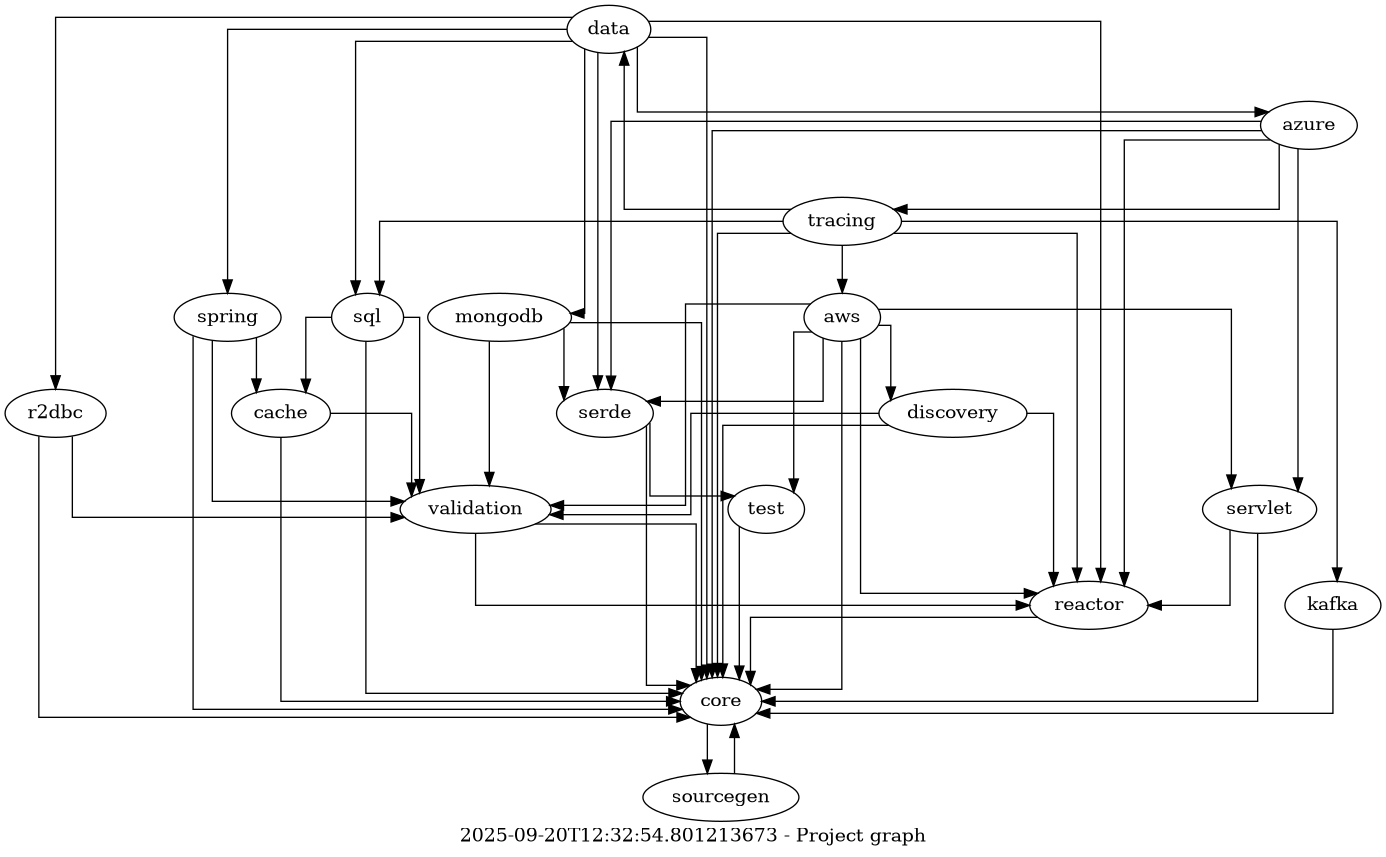 data
azure
tracing
spring
sql
mongodb
aws
r2dbc
cache
serde
discovery
validation
test
servlet
reactor
kafka
core
sourcegen
2025-09-20T12:32:54.801213673 - Project graph